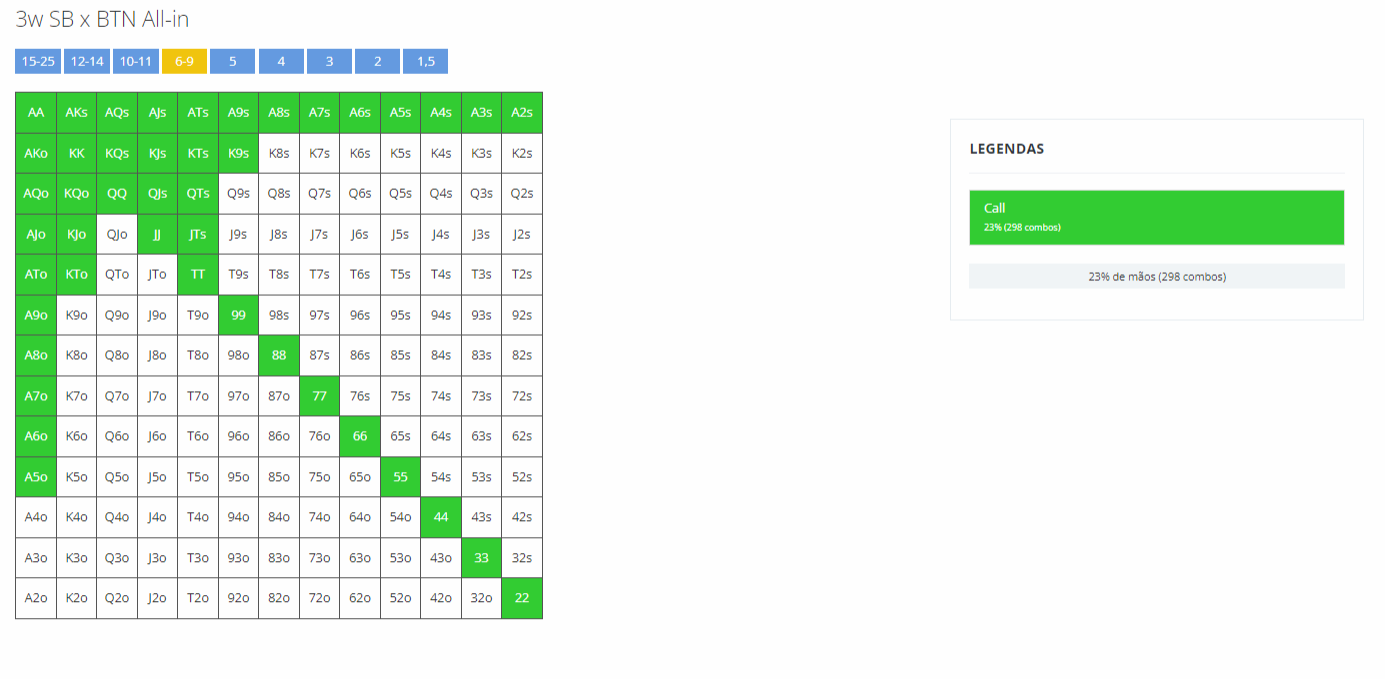 3w SB x BTN All-in
15-25 12-14 10-11 6-9 5 4 3 2 1,5
AA AKs AQs AJs ATs A9s A8s A7s A6s A5s A4s A3s A2s
AKo KK KQs KJs KTs K9s K8s K7s K6s K5s K4s K3s K2s
AQo KQo QQ QJs QTs Q9s Q8s Q7s Q6s Q5s Q4s Q3s Q2s
AJo KJo QJo JJ JTs J9s J8s J7s J6s J5s J4s J3s J2s
ATo KTo QTo JTo TT T9s T8s T7s T6s T5s T4s T3s T2s
A9o K9o Q9o J9o T9o 99 98s 97s 96s 95s 94s 93s 92s
A8o K8o Q8o J8o T8o 98o 88 87s 86s 85s 84s 83s 82s
A7o K7o Q7o J7o T7o 97o 87o 77 76s 75s 74s 73s 72s
A6o K6o Q6o J6o T6o 96o 86o 76o 66 65s 64s 63s 62s
A5o K5o Q5o J5o T5o 95o 85o 75o 65o 55 54s 53s 52s
A4o K4o Q4o J4o T4o 94o 84o 74o 64o 54o 44 43s 42s
A3o K3o Q3o J3o T3o 93o 83o 73o 63o 53o 43o 33 32s
A2o K2o Q2o J2o T2o 92o 82o 72o 62o 52o 42o 32o 22
LEGENDAS
Call
23% (298 combos)
23% de mãos (298 combos)